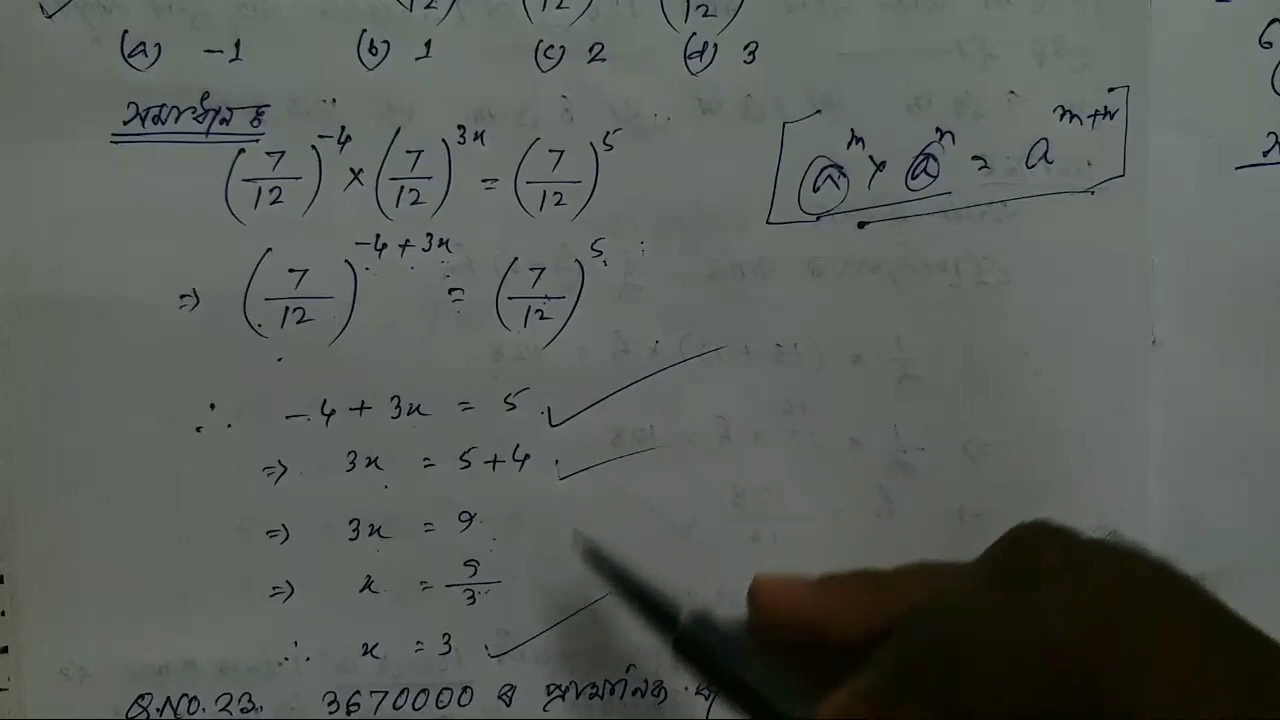 (a) -1 (b) 1 (c) 2 (d) 3
সমাধান ঃ
(7/12)^-4 × (7/12)^3x = (7/12)^5
a^m × a^n = a^m+n
=> (7/12)^-4+3x = (7/12)^5
∴ -4 + 3x = 5
=> 3x = 5+4
=> 3x = 9
=> x = 9/3
∴ x = 3
Q.NO.23. 3670000 ৰ